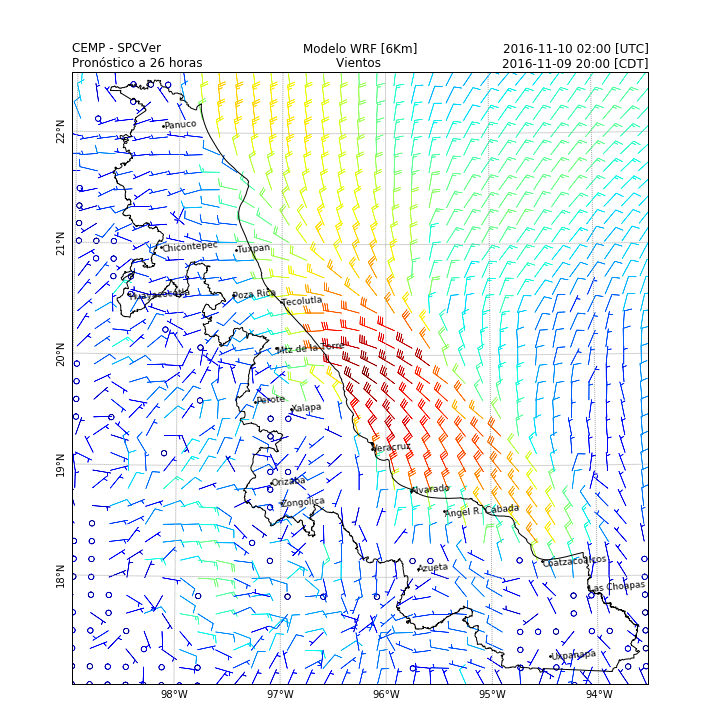 CEMP - SPCVer Modelo WRF [6Km] 2016-11-10 02:00 [UTC]
Pronóstico a 26 horas Vientos 2016-11-09 20:00 [CDT]
22°N
Panuco
21°N
Chicontepec Tuxpan
Huayacocotla Poza Rica Tecolutla
20°N
Mtz de la Torre
Perote Xalapa
Veracruz
19°N
Orizaba Alvarado
Zongolica Angel R. Cabada
18°N
Azueta Coatzacoalcos
Las Choapas
Uxpanapa
98°W 97°W 96°W 95°W 94°W